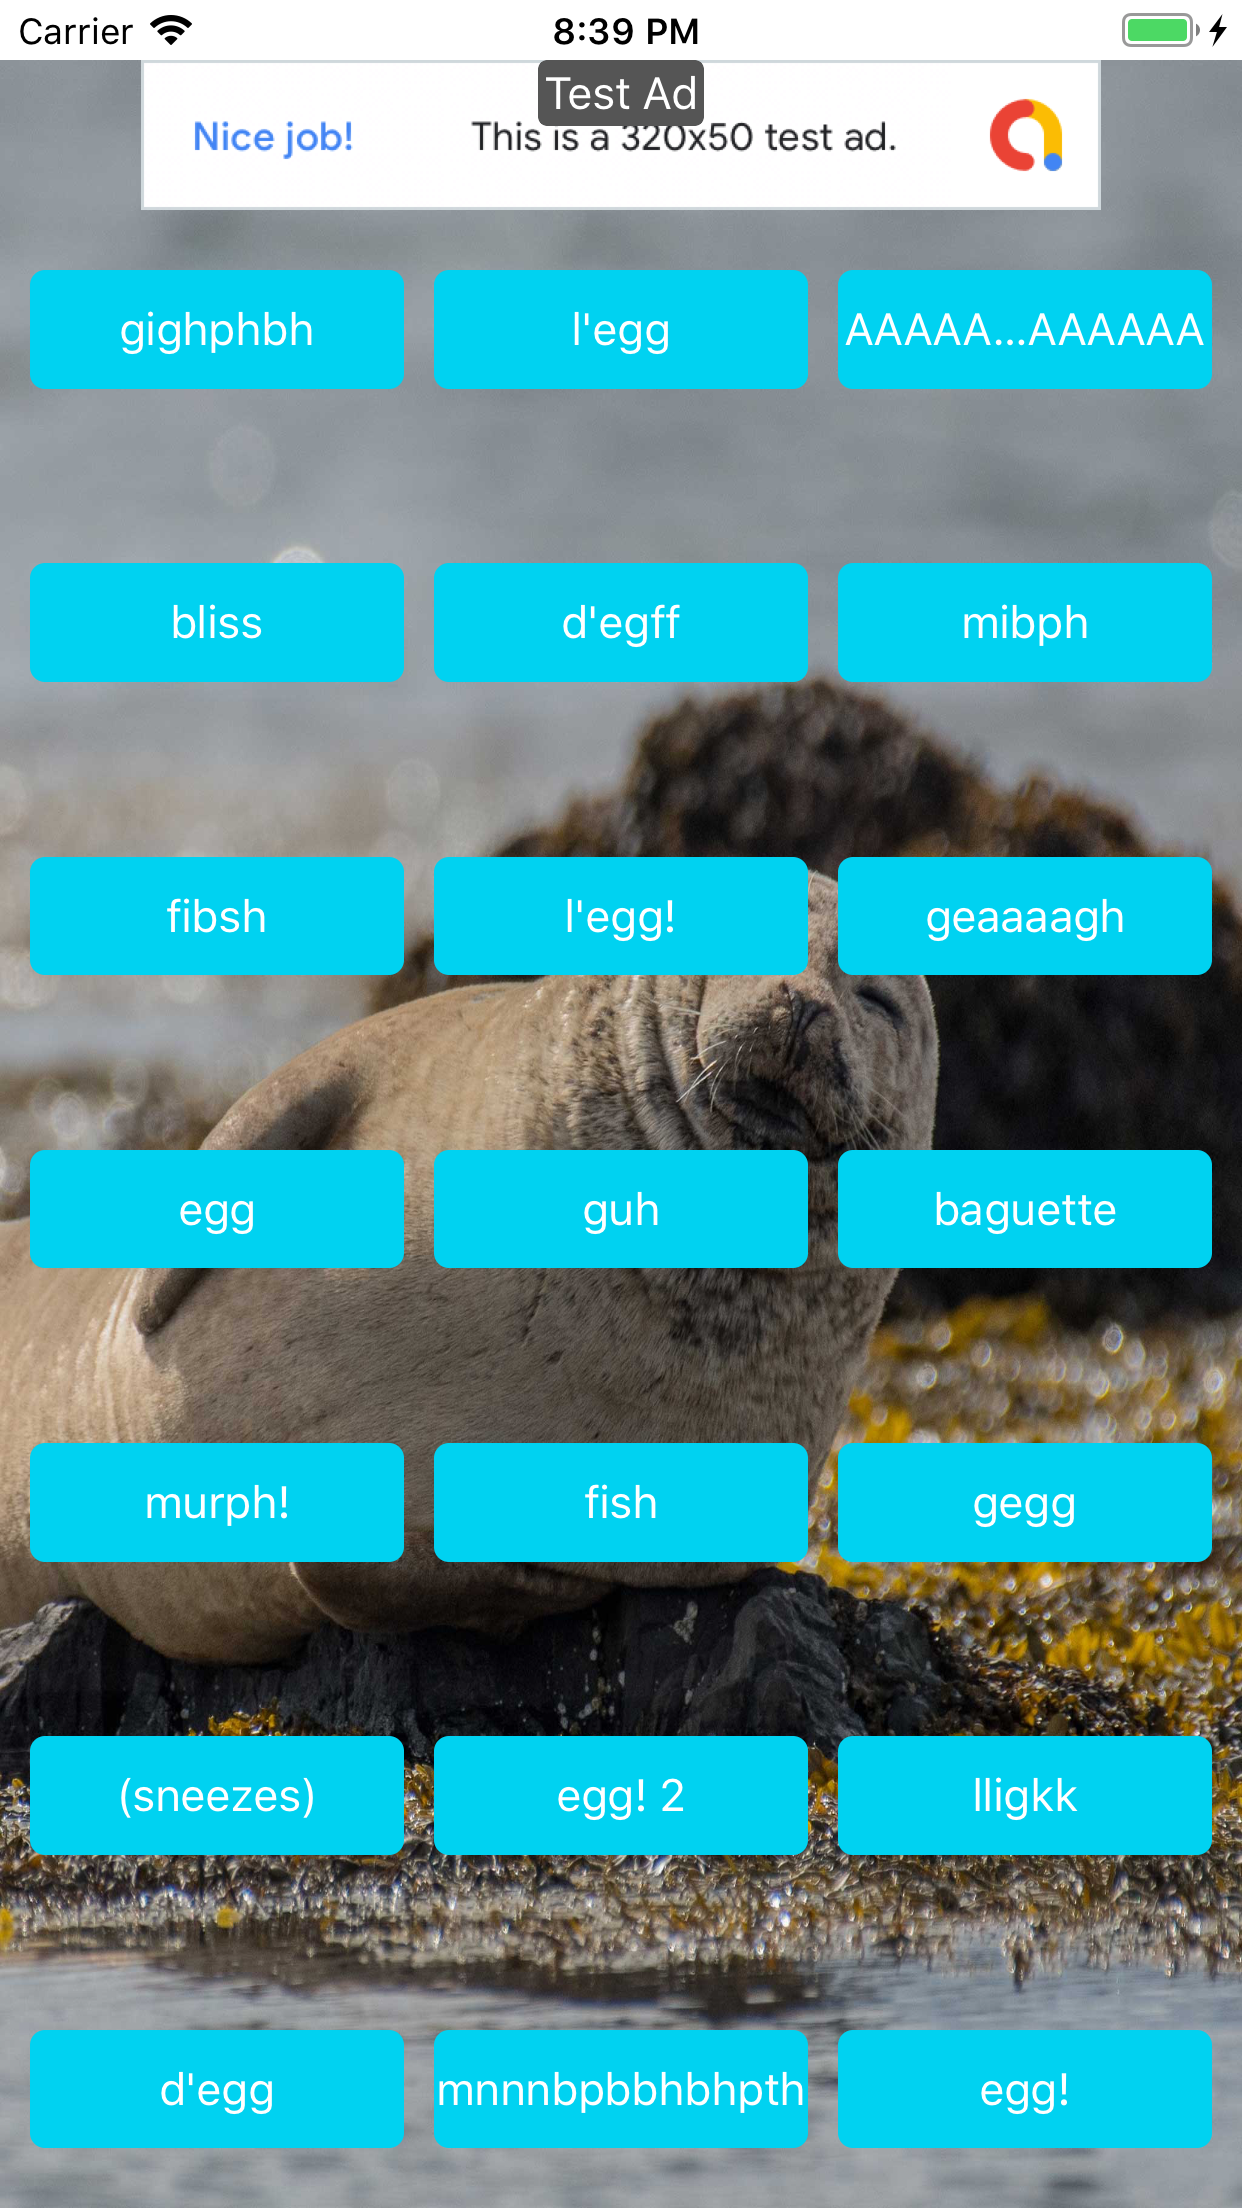 Carrier 8:39 PM
Test Ad
Nice job! This is a 320x50 test ad.
gighphbh l'egg AAAAA...AAAAAA
bliss d'egff mibph
fibsh l'egg! geaaaagh
egg guh baguette
murph! fish gegg
(sneezes) egg! 2 lligkk
d'egg mnnnbpbbhbhpth egg!